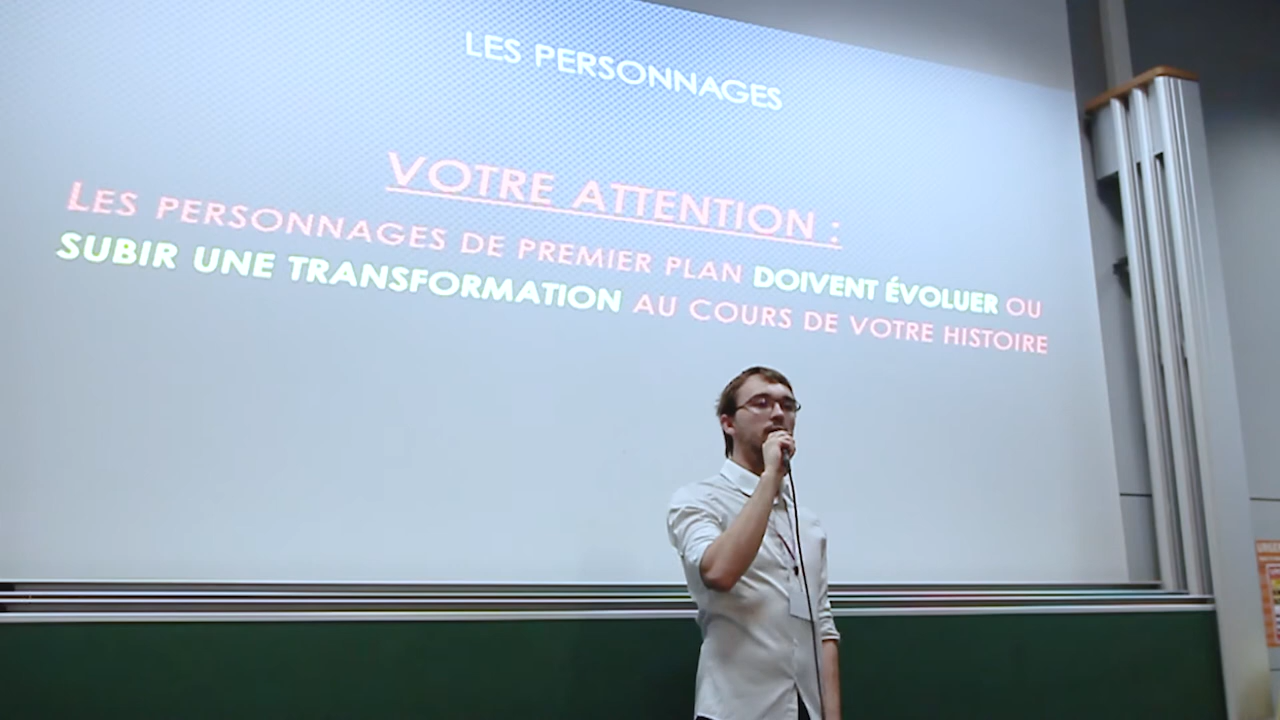 LES PERSONNAGES
VOTRE ATTENTION :
LES PERSONNAGES DE PREMIER PLAN DOIVENT ÉVOLUER OU
SUBIR UNE TRANSFORMATION AU COURS DE VOTRE HISTOIRE